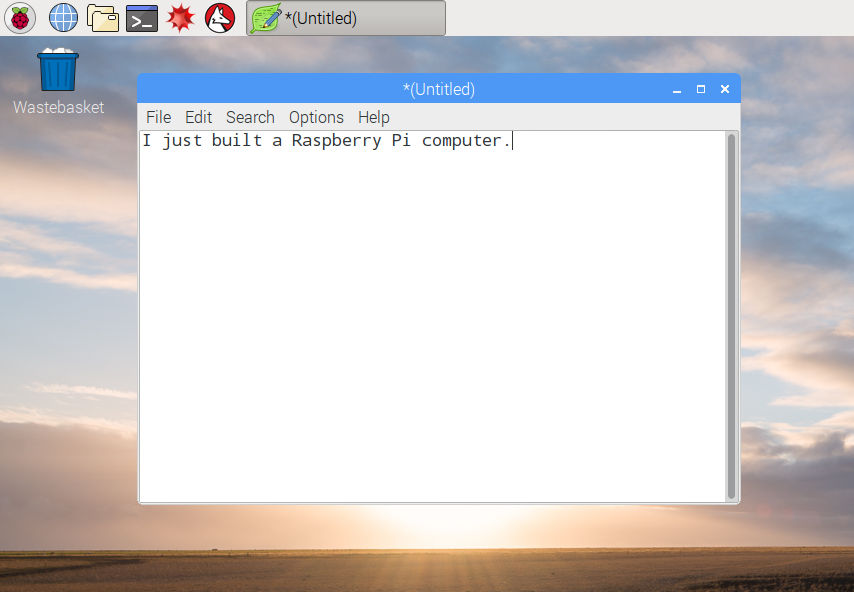 *(Untitled)
Wastebasket
*(Untitled)
File Edit Search Options Help
I just built a Raspberry Pi computer.